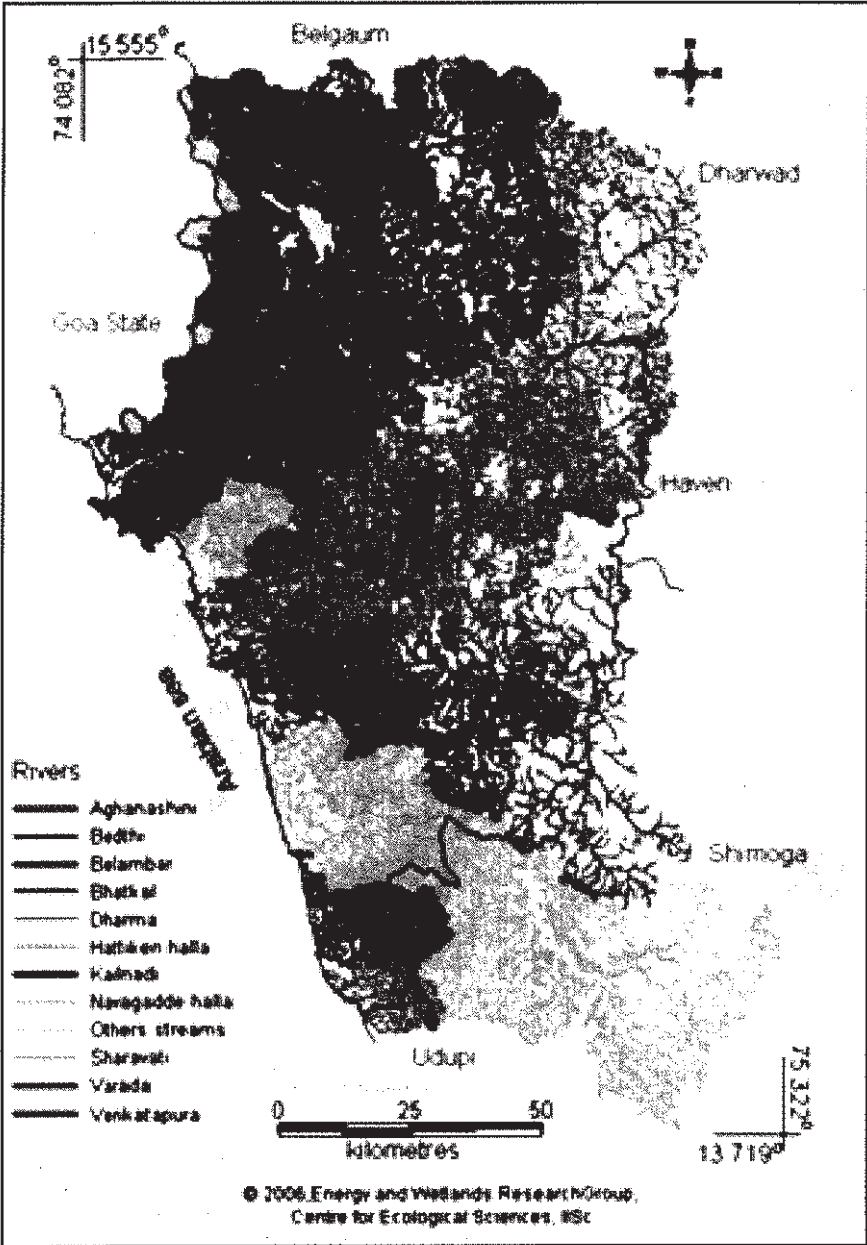 Belgaum
15 555°
74 082°
Dharwad
Goa State
Haveri
Arabian sea
Rivers
Aghanashini
Bedthi
Belambar
Bhatkal
Dharma
Hattiken halla
Kalinadi
Navagadde halla
Others streams
Sharavati
Varada
Venkatapura
Shimoga
Udupi
0 25 50
kilometres
75 322°
13 719°
© 2006 Energy and Wetlands Research Group,
Centre for Ecological Sciences, IISc